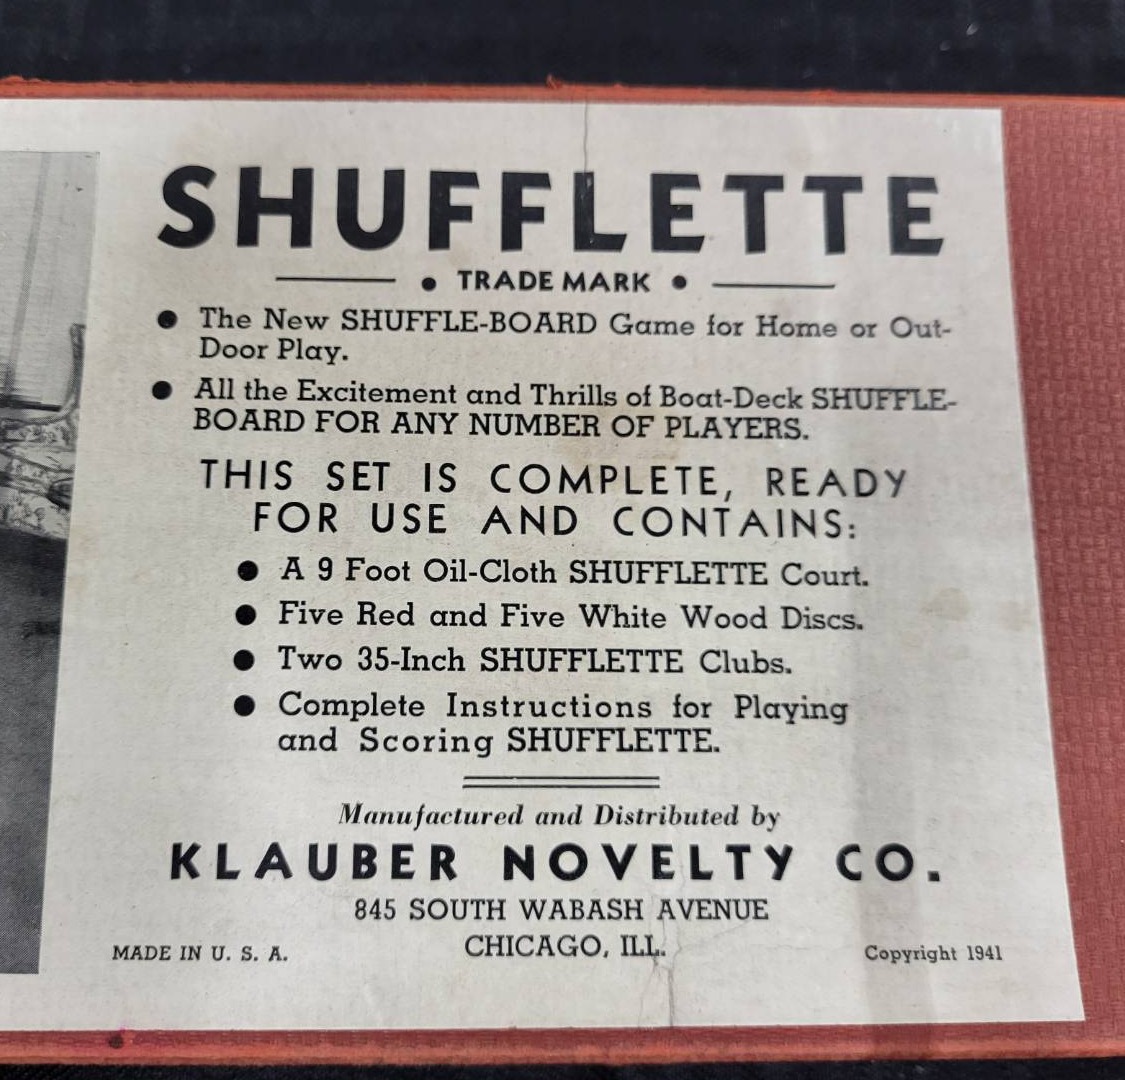 SHUFFLETTE
• TRADE MARK •
• The New SHUFFLE-BOARD Game for Home or Out-
Door Play.
• All the Excitement and Thrills of Boat-Deck SHUFFLE-
BOARD FOR ANY NUMBER OF PLAYERS.
THIS SET IS COMPLETE, READY
FOR USE AND CONTAINS:
• A 9 Foot Oil-Cloth SHUFFLETTE Court.
• Five Red and Five White Wood Discs.
• Two 35-Inch SHUFFLETTE Clubs.
• Complete Instructions for Playing
and Scoring SHUFFLETTE.
Manufactured and Distributed by
KLAUBER NOVELTY CO.
845 SOUTH WABASH AVENUE
CHICAGO, ILL.
MADE IN U. S. A.
Copyright 1941